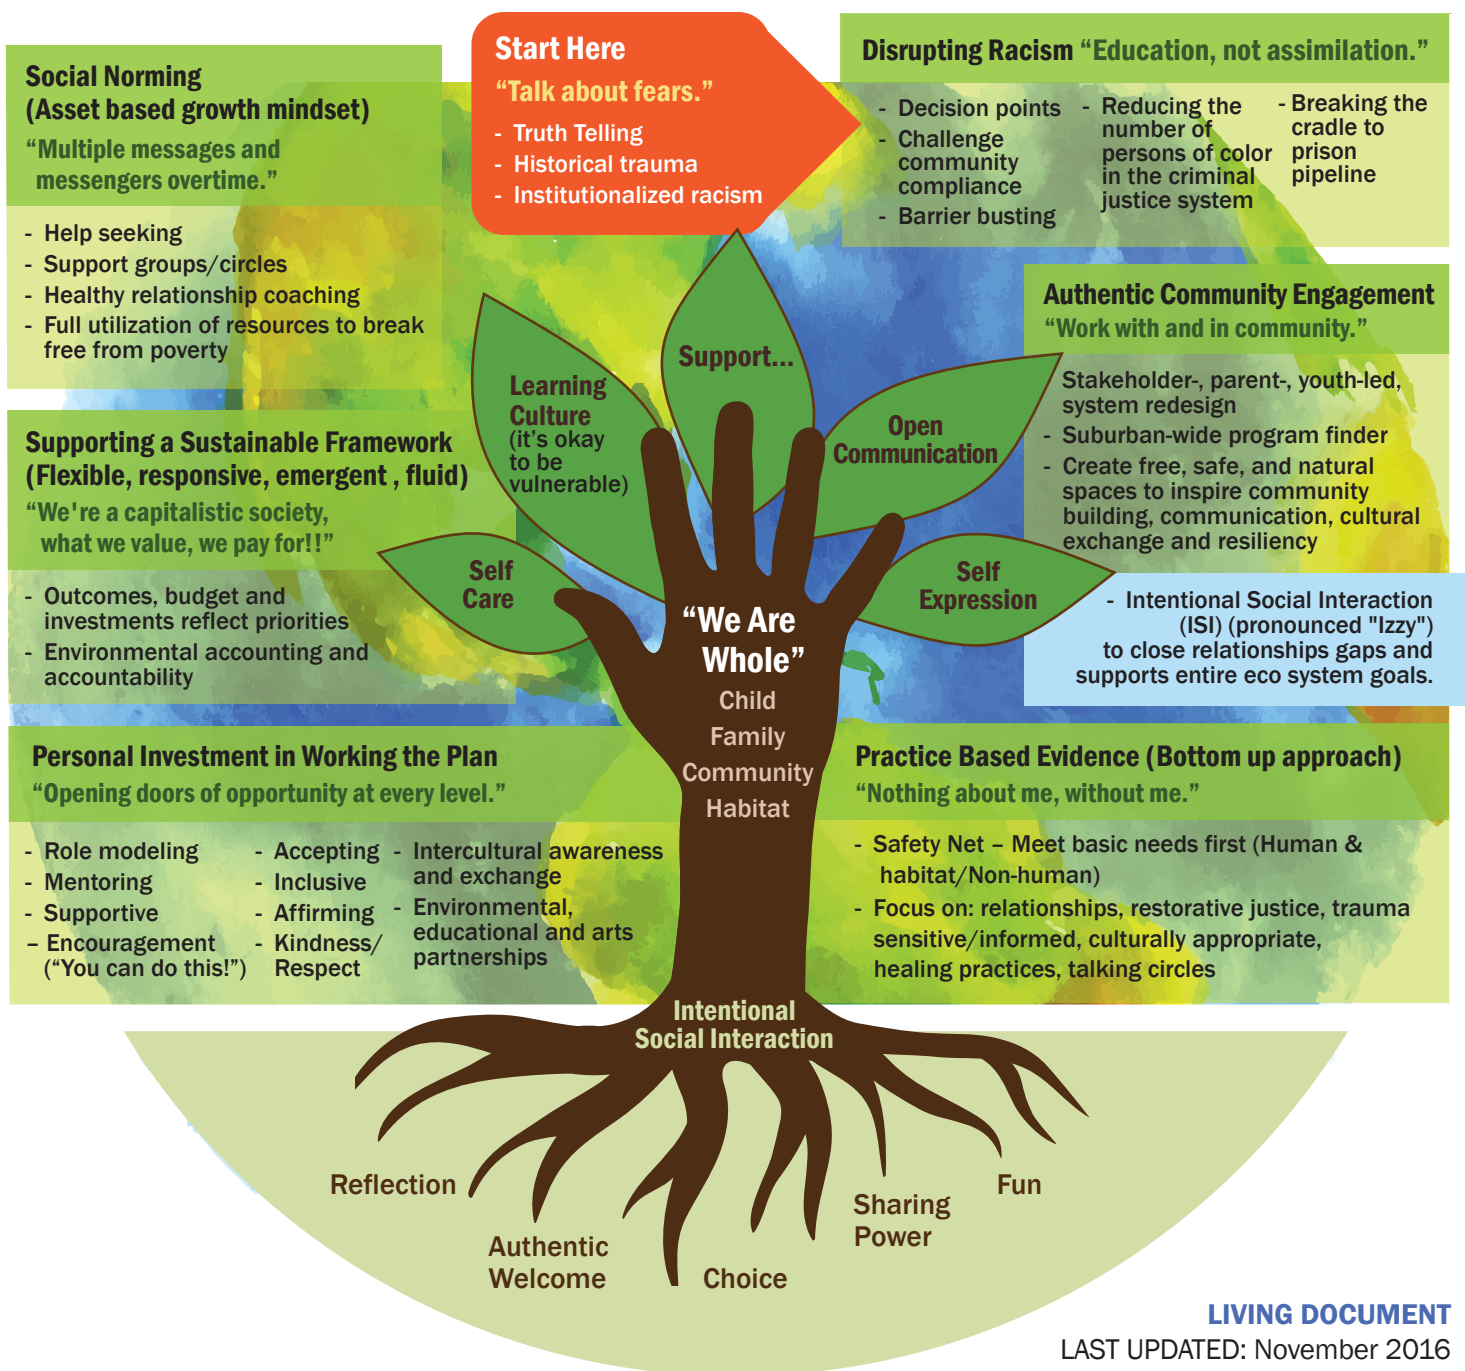 Start Here
“Talk about fears.”
- Truth Telling
- Historical trauma
- Institutionalized racism
Disrupting Racism “Education, not assimilation.”
- Decision points
- Challenge
community
compliance
- Barrier busting
- Reducing the
number of
persons of color
in the criminal
justice system
- Breaking the
cradle to
prison
pipeline
Authentic Community Engagement
“Work with and in community.”
Stakeholder-, parent-, youth-led,
system redesign
- Suburban-wide program finder
- Create free, safe, and natural
spaces to inspire community
building, communication, cultural
exchange and resiliency
- Intentional Social Interaction
(ISI) (pronounced "Izzy")
to close relationships gaps and
supports entire eco system goals.
Practice Based Evidence (Bottom up approach)
“Nothing about me, without me.”
- Safety Net – Meet basic needs first (Human &
habitat/Non-human)
- Focus on: relationships, restorative justice, trauma
sensitive/informed, culturally appropriate,
healing practices, talking circles
Personal Investment in Working the Plan
“Opening doors of opportunity at every level.”
- Role modeling
- Mentoring
- Supportive
– Encouragement
(“You can do this!”)
- Accepting
- Inclusive
- Affirming
- Kindness/
Respect
- Intercultural awareness
and exchange
- Environmental,
educational and arts
partnerships
Supporting a Sustainable Framework
(Flexible, responsive, emergent , fluid)
“We're a capitalistic society,
what we value, we pay for!!”
- Outcomes, budget and
investments reflect priorities
- Environmental accounting and
accountability
Social Norming
(Asset based growth mindset)
“Multiple messages and
messengers overtime.”
- Help seeking
- Support groups/circles
- Healthy relationship coaching
- Full utilization of resources to break
free from poverty
Self
Care
Learning
Culture
(it’s okay
to be
vulnerable)
Support...
Open
Communication
Self
Expression
“We Are
Whole”
Child
Family
Community
Habitat
Intentional
Social Interaction
Reflection
Authentic
Welcome
Choice
Sharing
Power
Fun
LIVING DOCUMENT
LAST UPDATED: November 2016